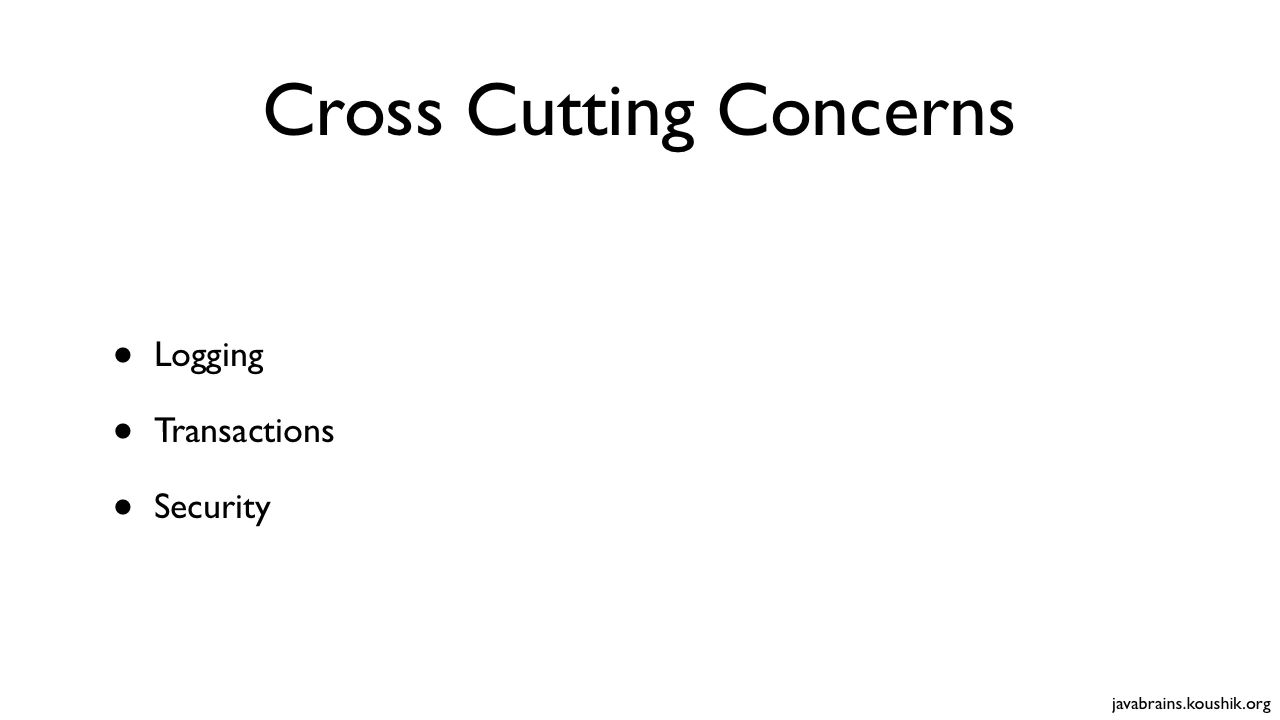 Cross Cutting Concerns
• Logging
• Transactions
• Security
javabrains.koushik.org